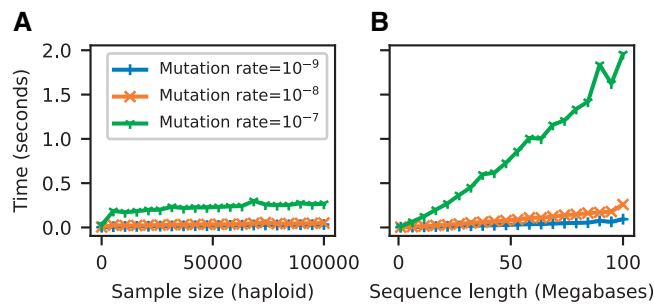 A
B
Time (seconds)
2.0
1.5
1.0
0.5
0.0
Mutation rate=10⁻⁹
Mutation rate=10⁻⁸
Mutation rate=10⁻⁷
0
50000
100000
0
50
100
Sample size (haploid)
Sequence length (Megabases)